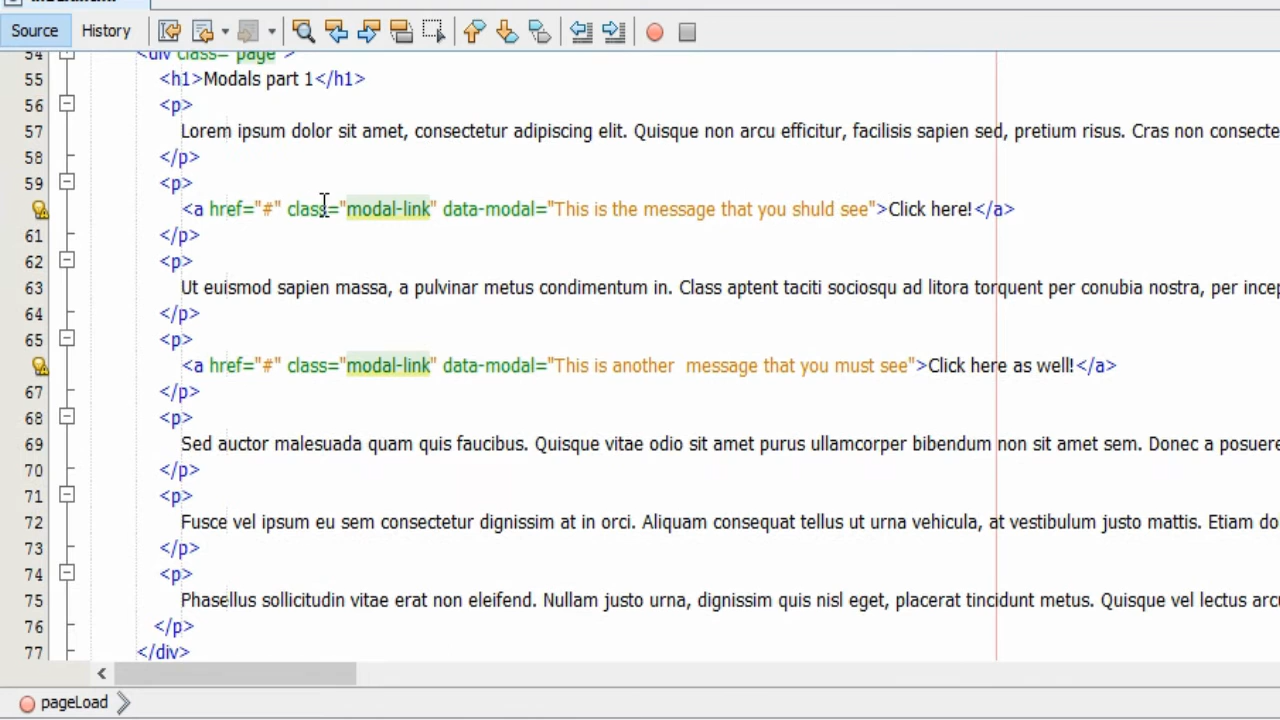 Source History
54 <div class="page">
55 <h1>Modals part 1</h1>
56 <p>
57 Lorem ipsum dolor sit amet, consectetur adipiscing elit. Quisque non arcu efficitur, facilisis sapien sed, pretium risus. Cras non consecte
58 </p>
59 <p>
<a href="#" class="modal-link" data-modal="This is the message that you shuld see">Click here!</a>
61 </p>
62 <p>
63 Ut euismod sapien massa, a pulvinar metus condimentum in. Class aptent taciti sociosqu ad litora torquent per conubia nostra, per incep
64 </p>
65 <p>
<a href="#" class="modal-link" data-modal="This is another  message that you must see">Click here as well!</a>
67 </p>
68 <p>
69 Sed auctor malesuada quam quis faucibus. Quisque vitae odio sit amet purus ullamcorper bibendum non sit amet sem. Donec a posuere
70 </p>
71 <p>
72 Fusce vel ipsum eu sem consectetur dignissim at in orci. Aliquam consequat tellus ut urna vehicula, at vestibulum justo mattis. Etiam do
73 </p>
74 <p>
75 Phasellus sollicitudin vitae erat non eleifend. Nullam justo urna, dignissim quis nisl eget, placerat tincidunt metus. Quisque vel lectus arcu
76 </p>
77 </div>
pageLoad